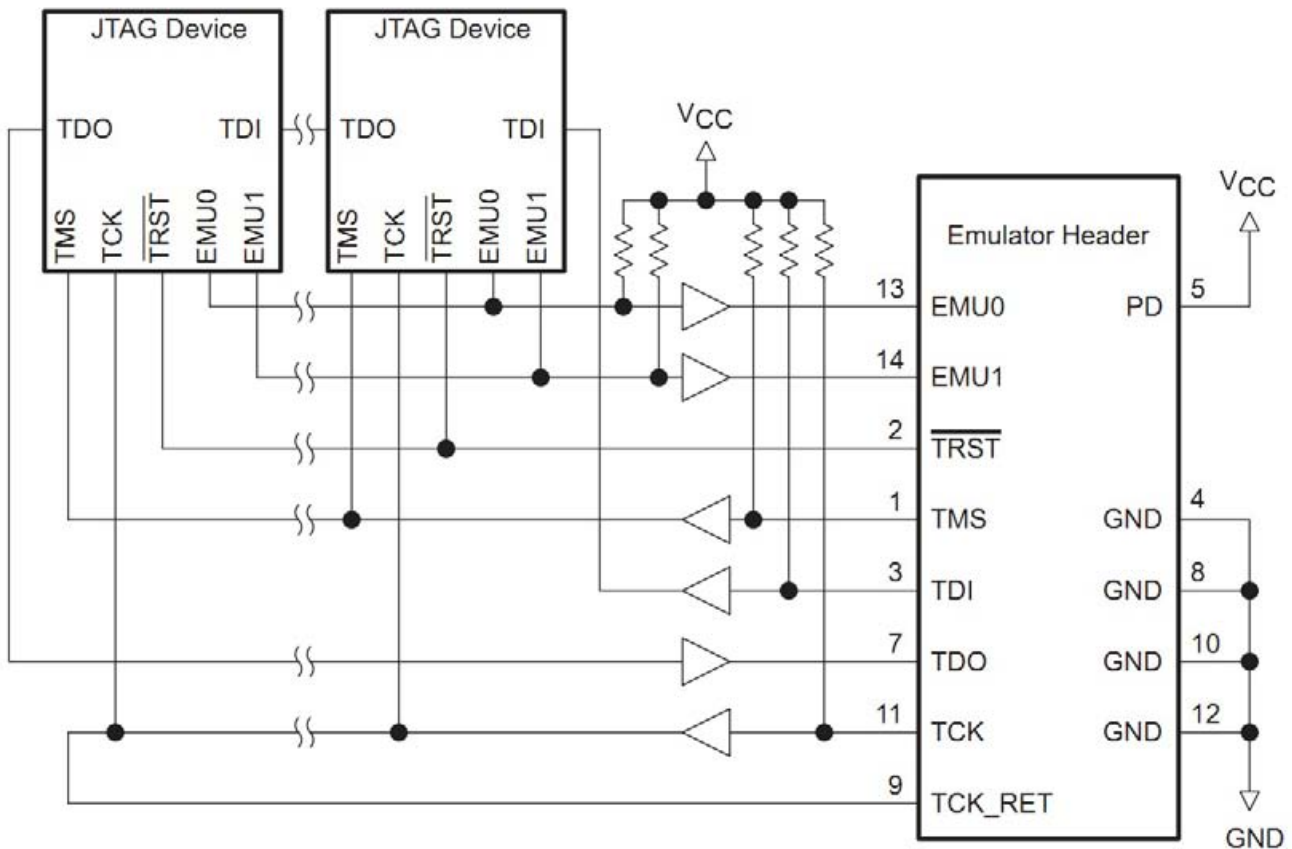 JTAG Device
TDO TDI
TMS TCK TRST EMU0 EMU1
JTAG Device
TDO TDI
TMS TCK TRST EMU0 EMU1
VCC
VCC
Emulator Header
13 EMU0 PD 5
14 EMU1
2 TRST
1 TMS GND 4
3 TDI GND 8
7 TDO GND 10
11 TCK GND 12
9 TCK_RET
GND